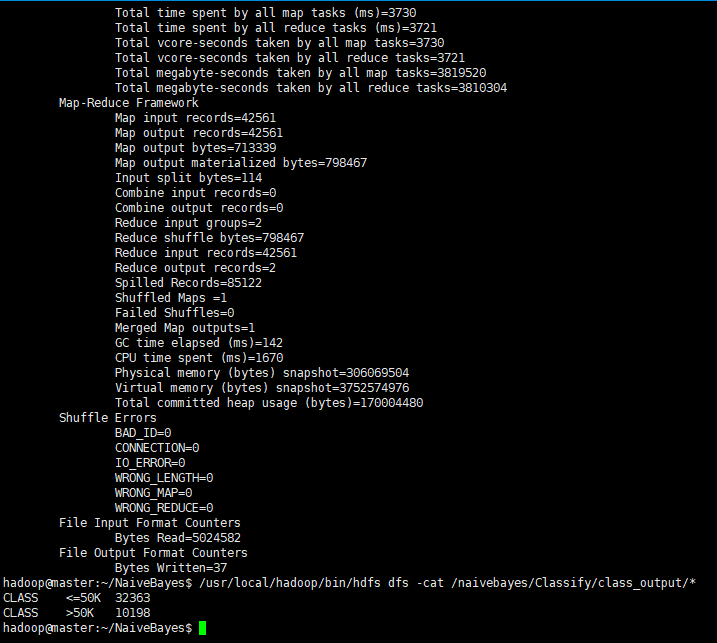 Total time spent by all map tasks (ms)=3730
Total time spent by all reduce tasks (ms)=3721
Total vcore-seconds taken by all map tasks=3730
Total vcore-seconds taken by all reduce tasks=3721
Total megabyte-seconds taken by all map tasks=3819520
Total megabyte-seconds taken by all reduce tasks=3810304
Map-Reduce Framework
Map input records=42561
Map output records=42561
Map output bytes=713339
Map output materialized bytes=798467
Input split bytes=114
Combine input records=0
Combine output records=0
Reduce input groups=2
Reduce shuffle bytes=798467
Reduce input records=42561
Reduce output records=2
Spilled Records=85122
Shuffled Maps =1
Failed Shuffles=0
Merged Map outputs=1
GC time elapsed (ms)=142
CPU time spent (ms)=1670
Physical memory (bytes) snapshot=306069504
Virtual memory (bytes) snapshot=3752574976
Total committed heap usage (bytes)=170004480
Shuffle Errors
BAD_ID=0
CONNECTION=0
IO_ERROR=0
WRONG_LENGTH=0
WRONG_MAP=0
WRONG_REDUCE=0
File Input Format Counters
Bytes Read=5024582
File Output Format Counters
Bytes Written=37
hadoop@master:~/NaiveBayes$ /usr/local/hadoop/bin/hdfs dfs -cat /naivebayes/Classify/class_output/*
CLASS <=50K 32363
CLASS >50K 10198
hadoop@master:~/NaiveBayes$